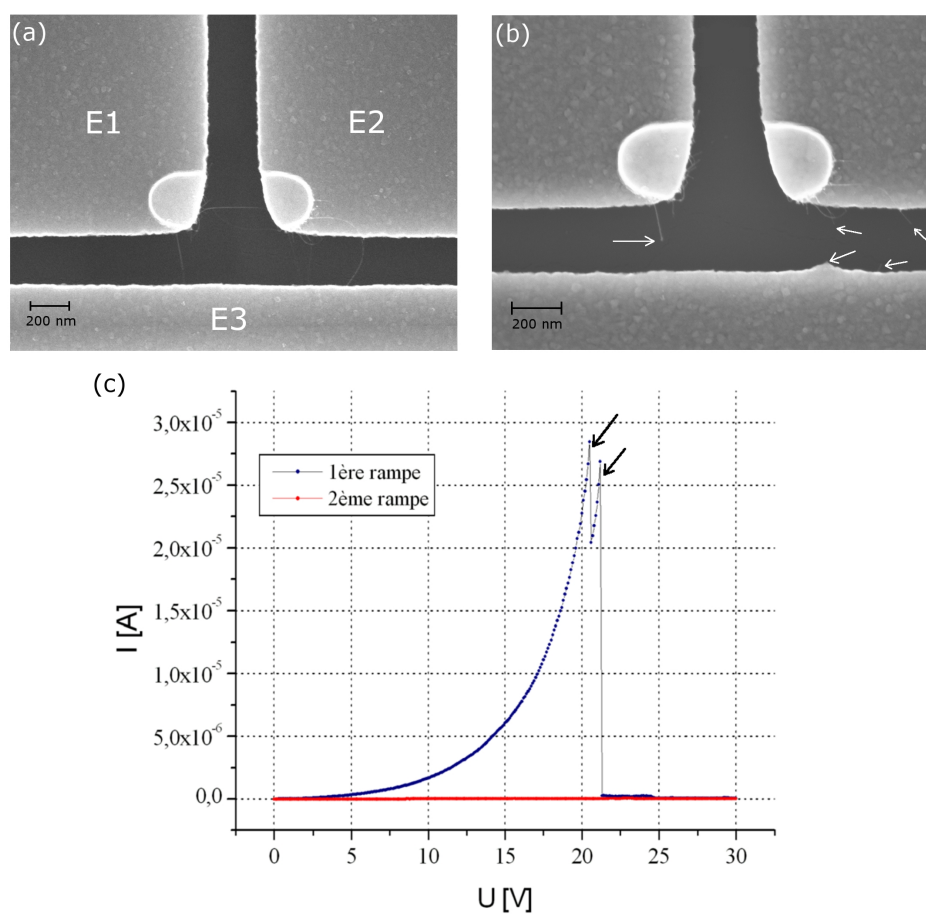 (a)
E1
E2
E3
200 nm
(b)
200 nm
(c)
3,0x10⁻⁵
2,5x10⁻⁵
2,0x10⁻⁵
1,5x10⁻⁵
1,0x10⁻⁵
5,0x10⁻⁶
0,0
I [A]
1ère rampe
2ème rampe
0 5 10 15 20 25 30
U [V]